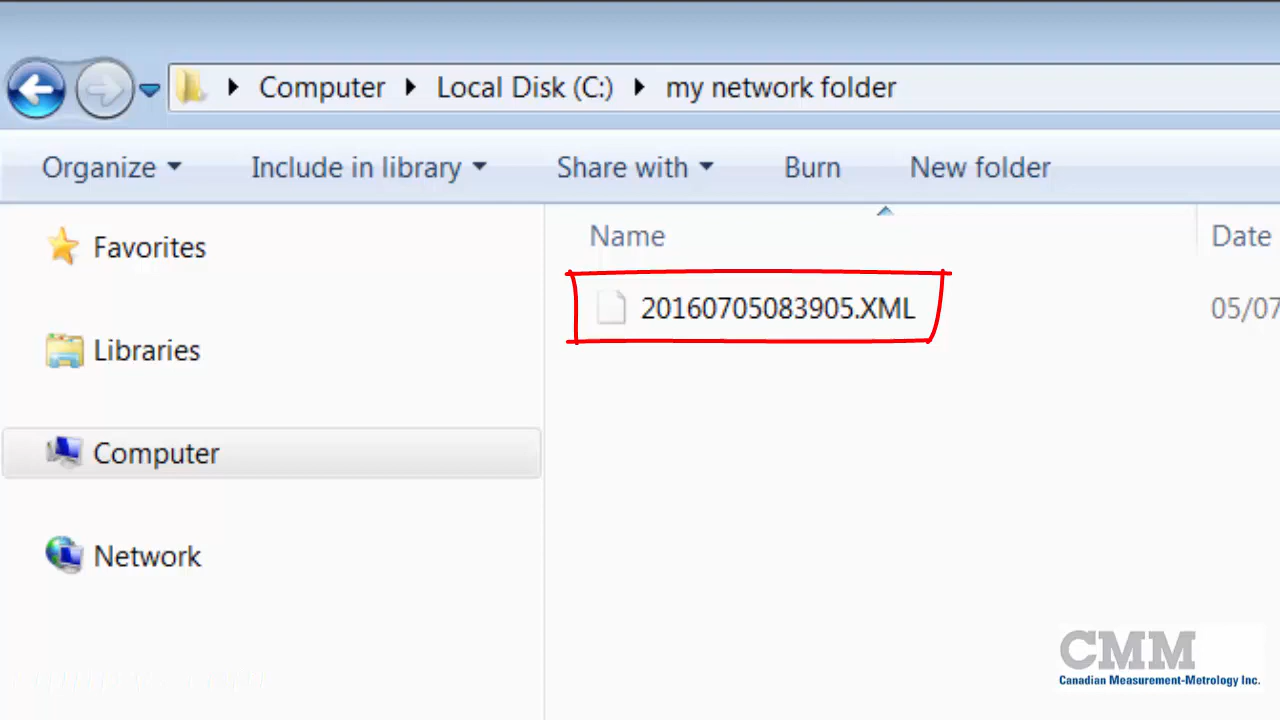 Computer Local Disk (C:) my network folder
Organize Include in library Share with Burn New folder
Favorites
Libraries
Computer
Network
Name Date
20160705083905.XML 05/07
CMM
Canadian Measurement-Metrology Inc.